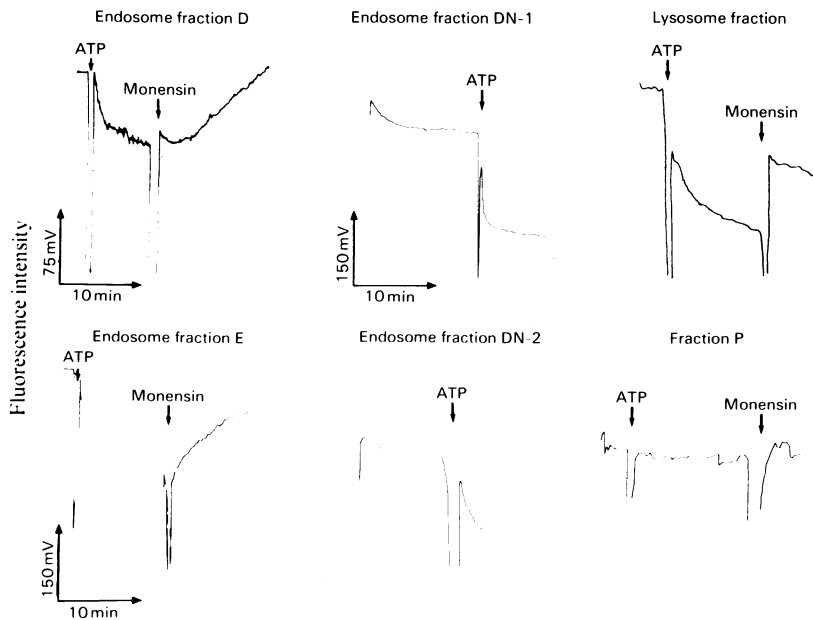 Endosome fraction D
ATP
Monensin
75 mV
10 min
Endosome fraction DN-1
ATP
150 mV
10 min
Lysosome fraction
ATP
Monensin
Fluorescence intensity
Endosome fraction E
ATP
Monensin
150 mV
10 min
Endosome fraction DN-2
ATP
Fraction P
ATP
Monensin